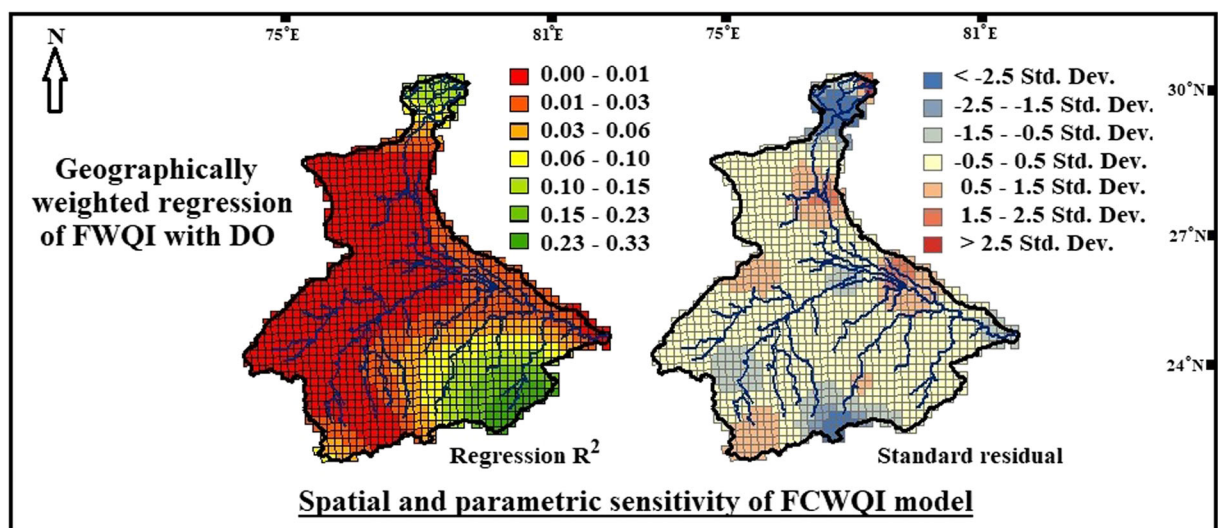 75°E
81°E
75°E
81°E
N
30°N
27°N
24°N
Geographically
weighted regression
of FWQI with DO
0.00 - 0.01
0.01 - 0.03
0.03 - 0.06
0.06 - 0.10
0.10 - 0.15
0.15 - 0.23
0.23 - 0.33
Regression R²
< -2.5 Std. Dev.
-2.5 - -1.5 Std. Dev.
-1.5 - -0.5 Std. Dev.
-0.5 - 0.5 Std. Dev.
0.5 - 1.5 Std. Dev.
1.5 - 2.5 Std. Dev.
> 2.5 Std. Dev.
Standard residual
Spatial and parametric sensitivity of FCWQI model